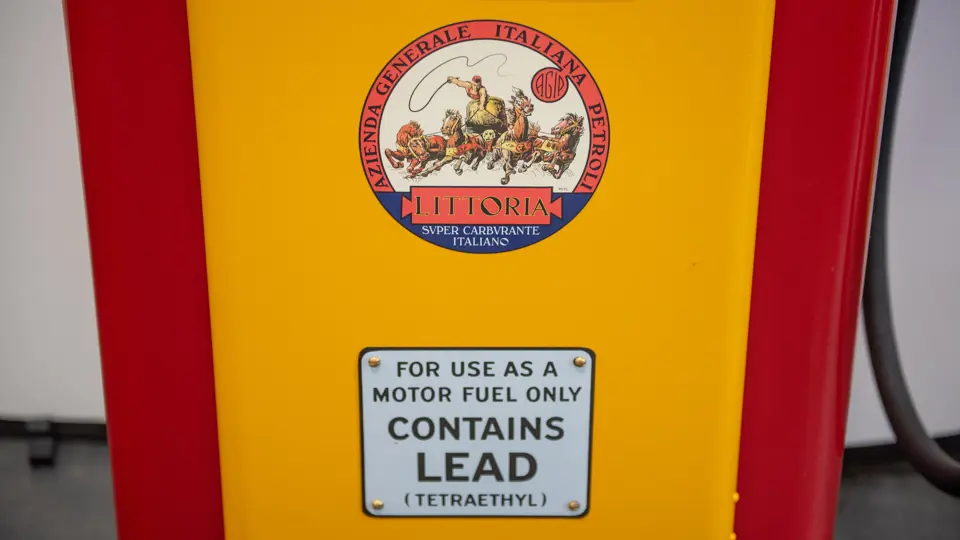 AZIENDA GENERALE ITALIANA PETROLI
AGIP
LITTORIA
SVPER CARBVRANTE
ITALIANO
FOR USE AS A
MOTOR FUEL ONLY
CONTAINS
LEAD
(TETRAETHYL)